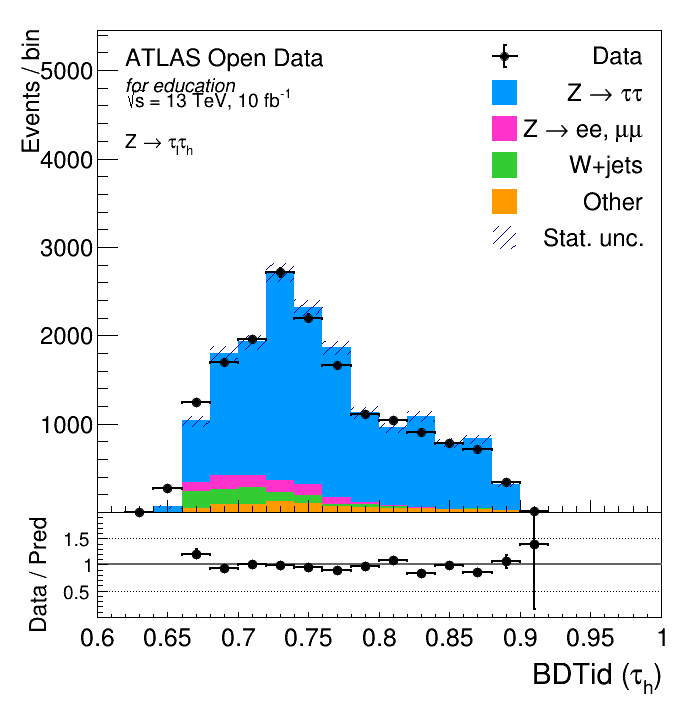 ATLAS Open Data
for education
√s = 13 TeV, 10 fb-1
Z → τlτh
Data
Z → ττ
Z → ee, μμ
W+jets
Other
Stat. unc.
Events / bin
5000
4000
3000
2000
1000
Data / Pred
1.5
1
0.5
0.6 0.65 0.7 0.75 0.8 0.85 0.9 0.95 1
BDTid (τh)